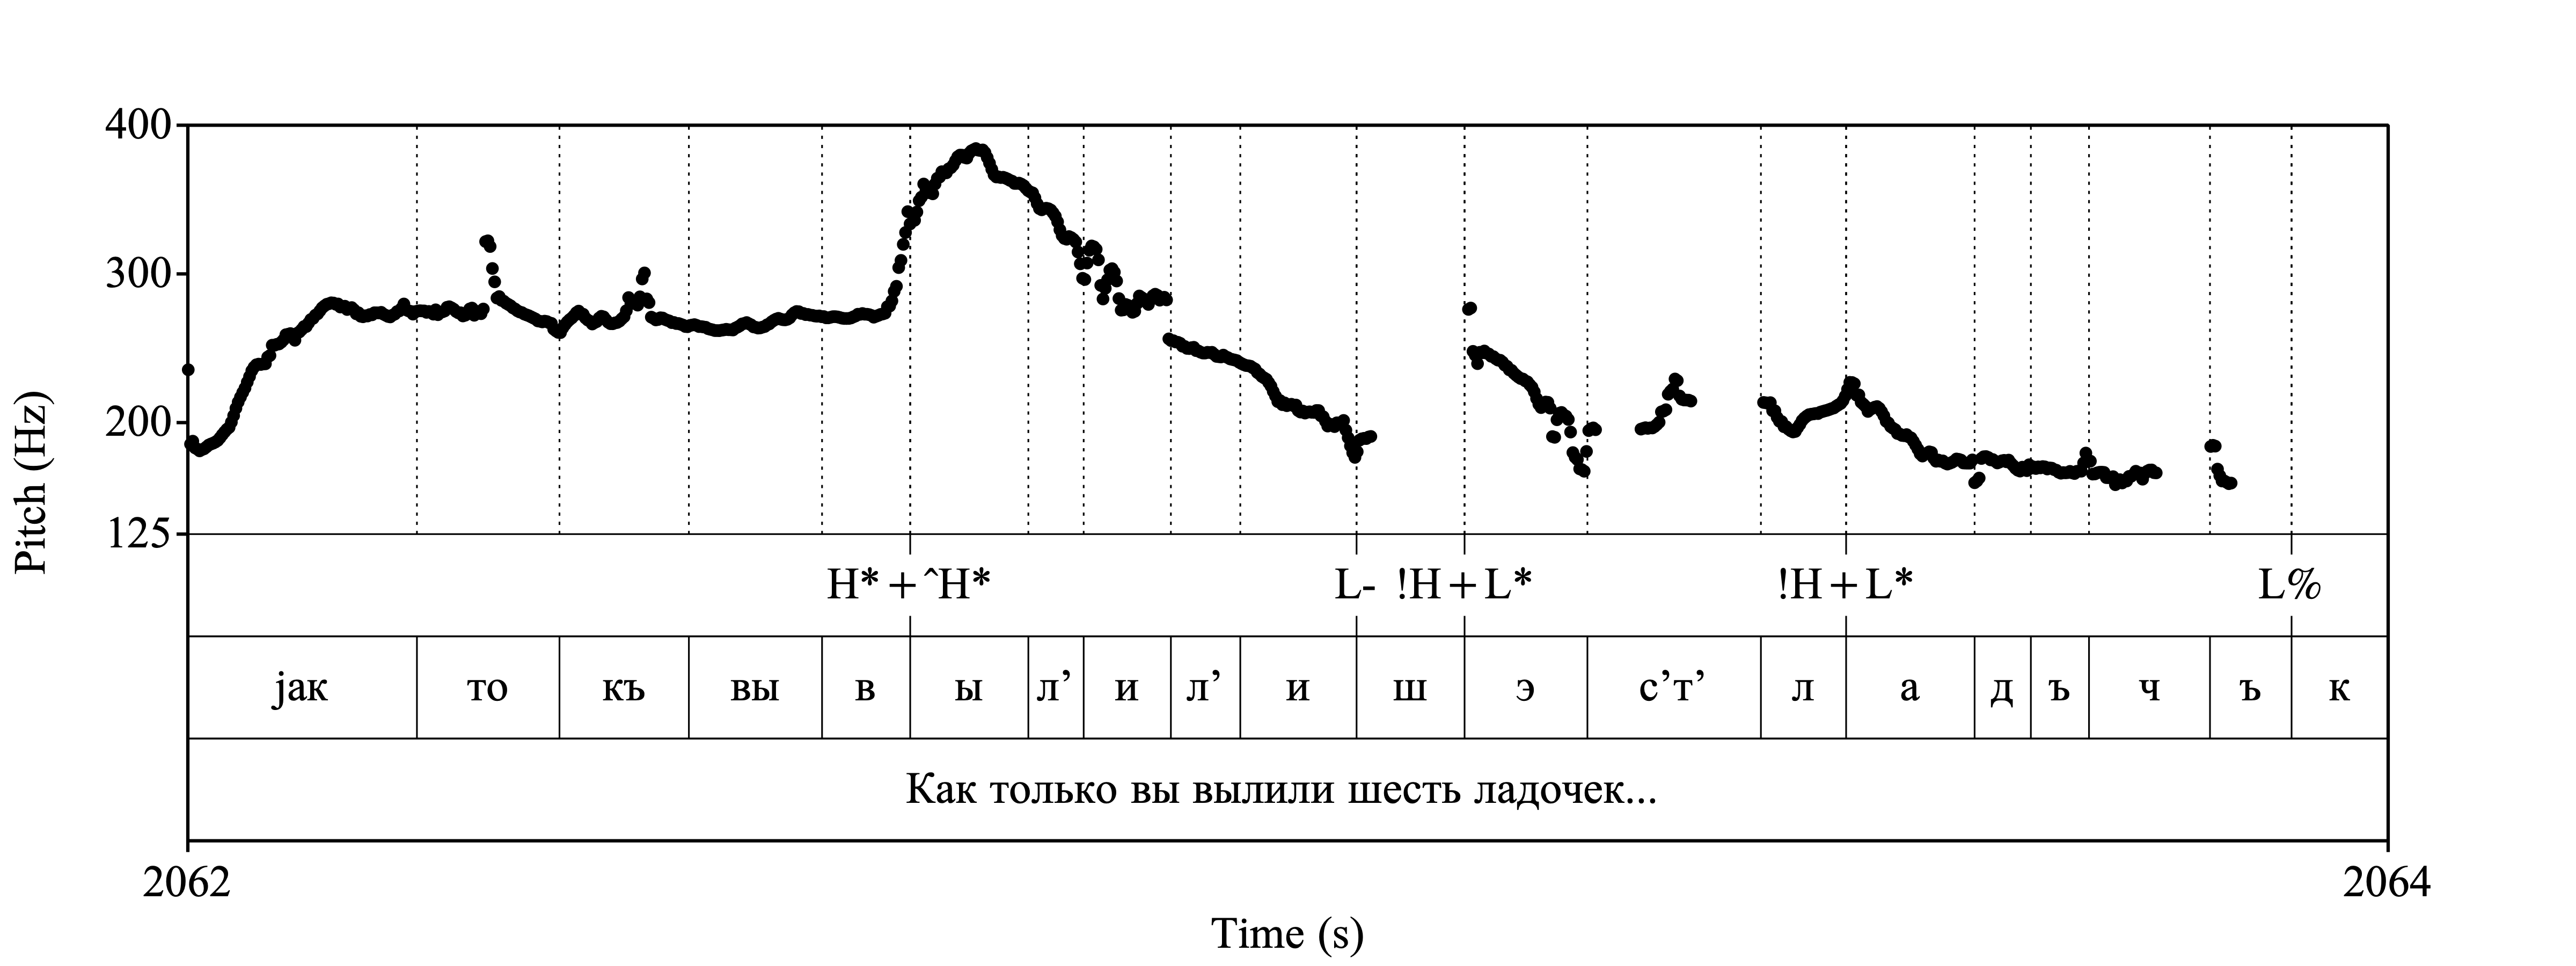 400
300
200
125
Pitch (Hz)
H*+^H* L- !H+L* !H+L* L%
jак то къ вы в ы л’ и л’ и ш э с’т’ л а д ъ ч ъ к
Как только вы вылили шесть ладочек...
2062 2064
Time (s)